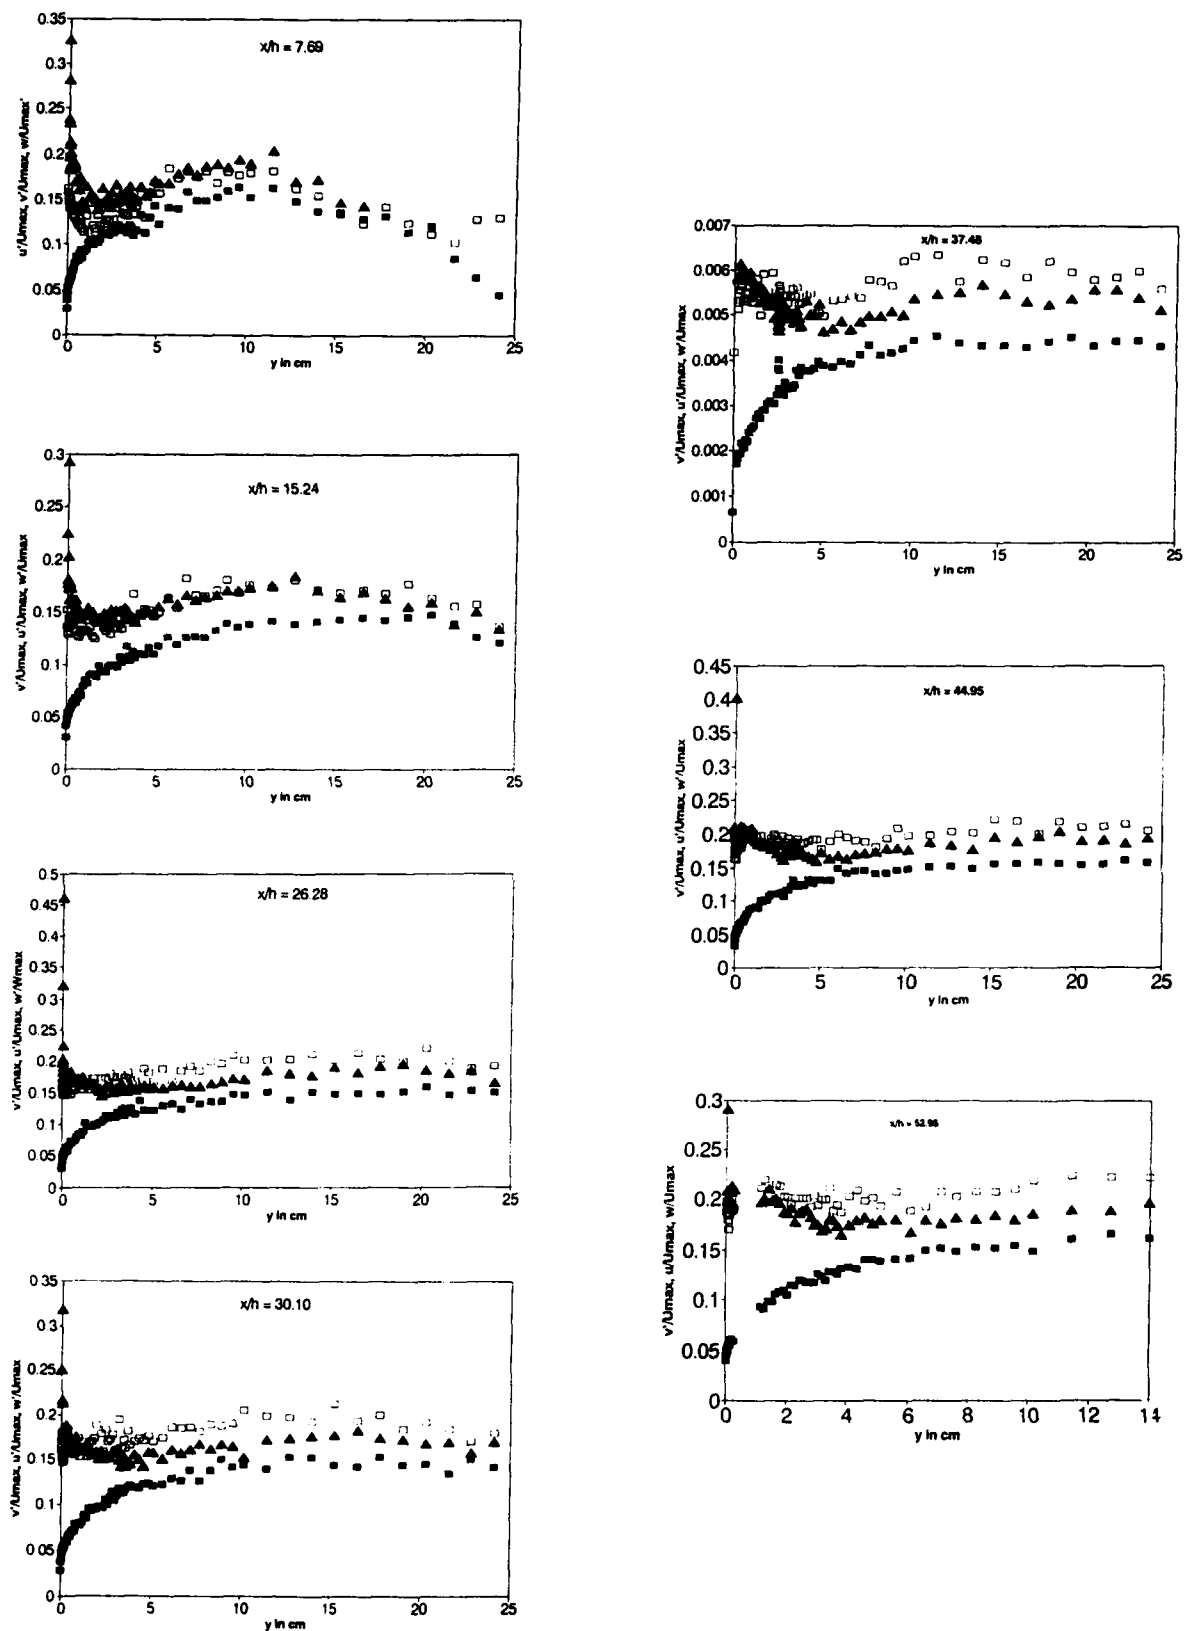 0.35
x/h = 7.69
0.3
0.25
0.2
0.15
0.1
0.05
0
u'/Umax, v'/Umax, w/Umax'
0 5 10 15 20 25
y in cm
0.3
x/h = 15.24
0.25
0.2
0.15
0.1
0.05
0
v'/Umax, u'/Umax, w'/Umax
0 5 10 15 20 25
y in cm
0.5
x/h = 26.28
0.45
0.4
0.35
0.3
0.25
0.2
0.15
0.1
0.05
0
v'/Umax, u'/Umax, w'/Wmax
0 5 10 15 20 25
y in cm
0.35
x/h = 30.10
0.3
0.25
0.2
0.15
0.1
0 05
0
v'/Umax, u'/Umax, w'/Umax
0 5 10 15 20 25
y in cm
0.007
x/h = 37.48
0.006
0.005
0.004
0.003
0.002
0.001
0
v'/Umax, u'/Umax, w'/Umax
0 5 10 15 20 25
y in cm
0.45
x/h = 44.95
0.4
0.35
0.3
0.25
0.2
0.15
0.1
0.05
0
v'/Umax, u'/Umax, w'/Umax
0 5 10 15 20 25
y in cm
0.3
x/h = 52.95
0.25
0.2
0.15
0.1
0.05
0
v'/Umax, u/Umax, w/Umax
0 2 4 6 8 10 12 14
y in cm